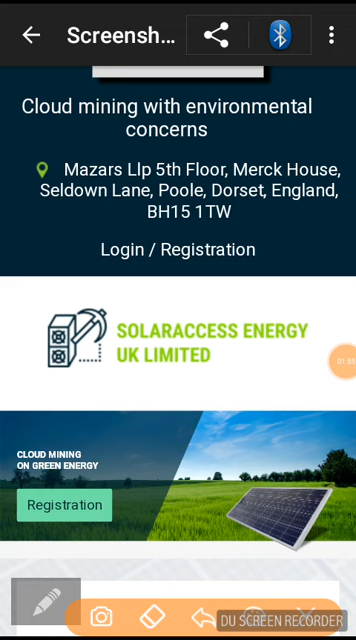 Screensh...
Cloud mining with environmental
concerns
Mazars Llp 5th Floor, Merck House,
Seldown Lane, Poole, Dorset, England,
BH15 1TW
Login / Registration
SOLARACCESS ENERGY
UK LIMITED
CLOUD MINING
ON GREEN ENERGY
Registration
DU SCREEN RECORDER